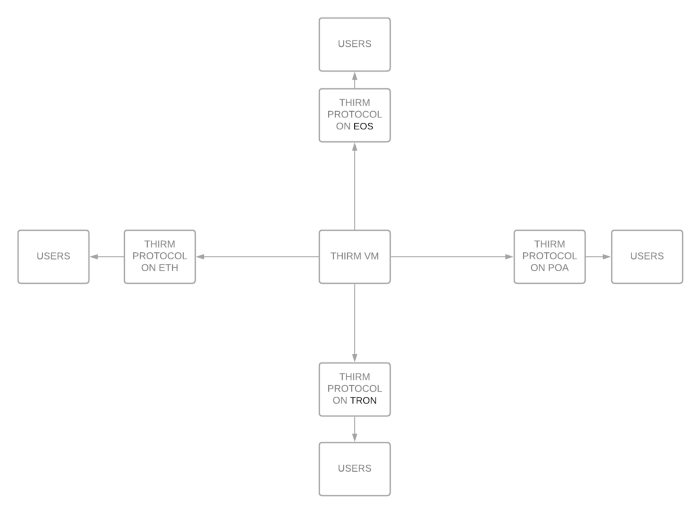 USERS
THIRM
PROTOCOL
ON EOS
USERS
THIRM
PROTOCOL
ON ETH
THIRM VM
THIRM
PROTOCOL
ON POA
USERS
THIRM
PROTOCOL
ON TRON
USERS